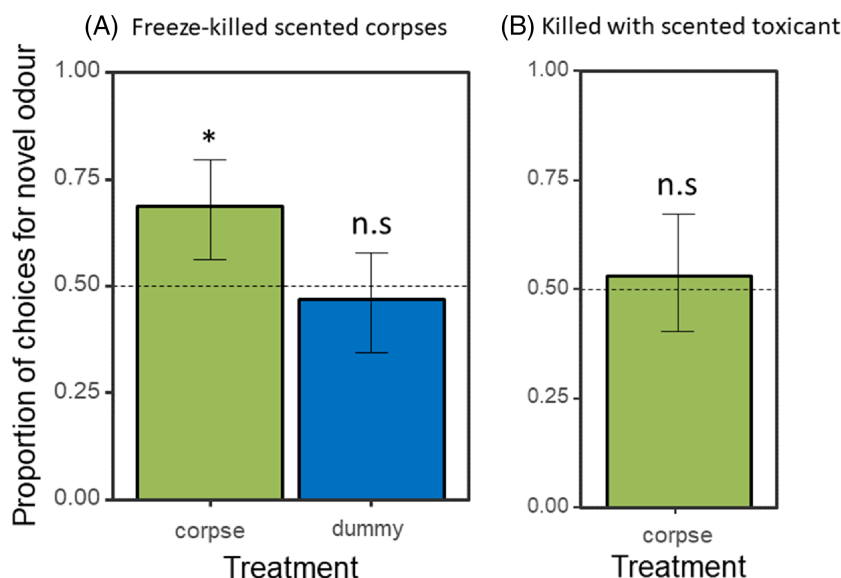 (A) Freeze-killed scented corpses
Proportion of choices for novel odour
1.00
0.75
0.50
0.25
0.00
*
n.s
corpse
dummy
Treatment
(B) Killed with scented toxicant
1.00
0.75
0.50
0.25
0.00
n.s
corpse
Treatment